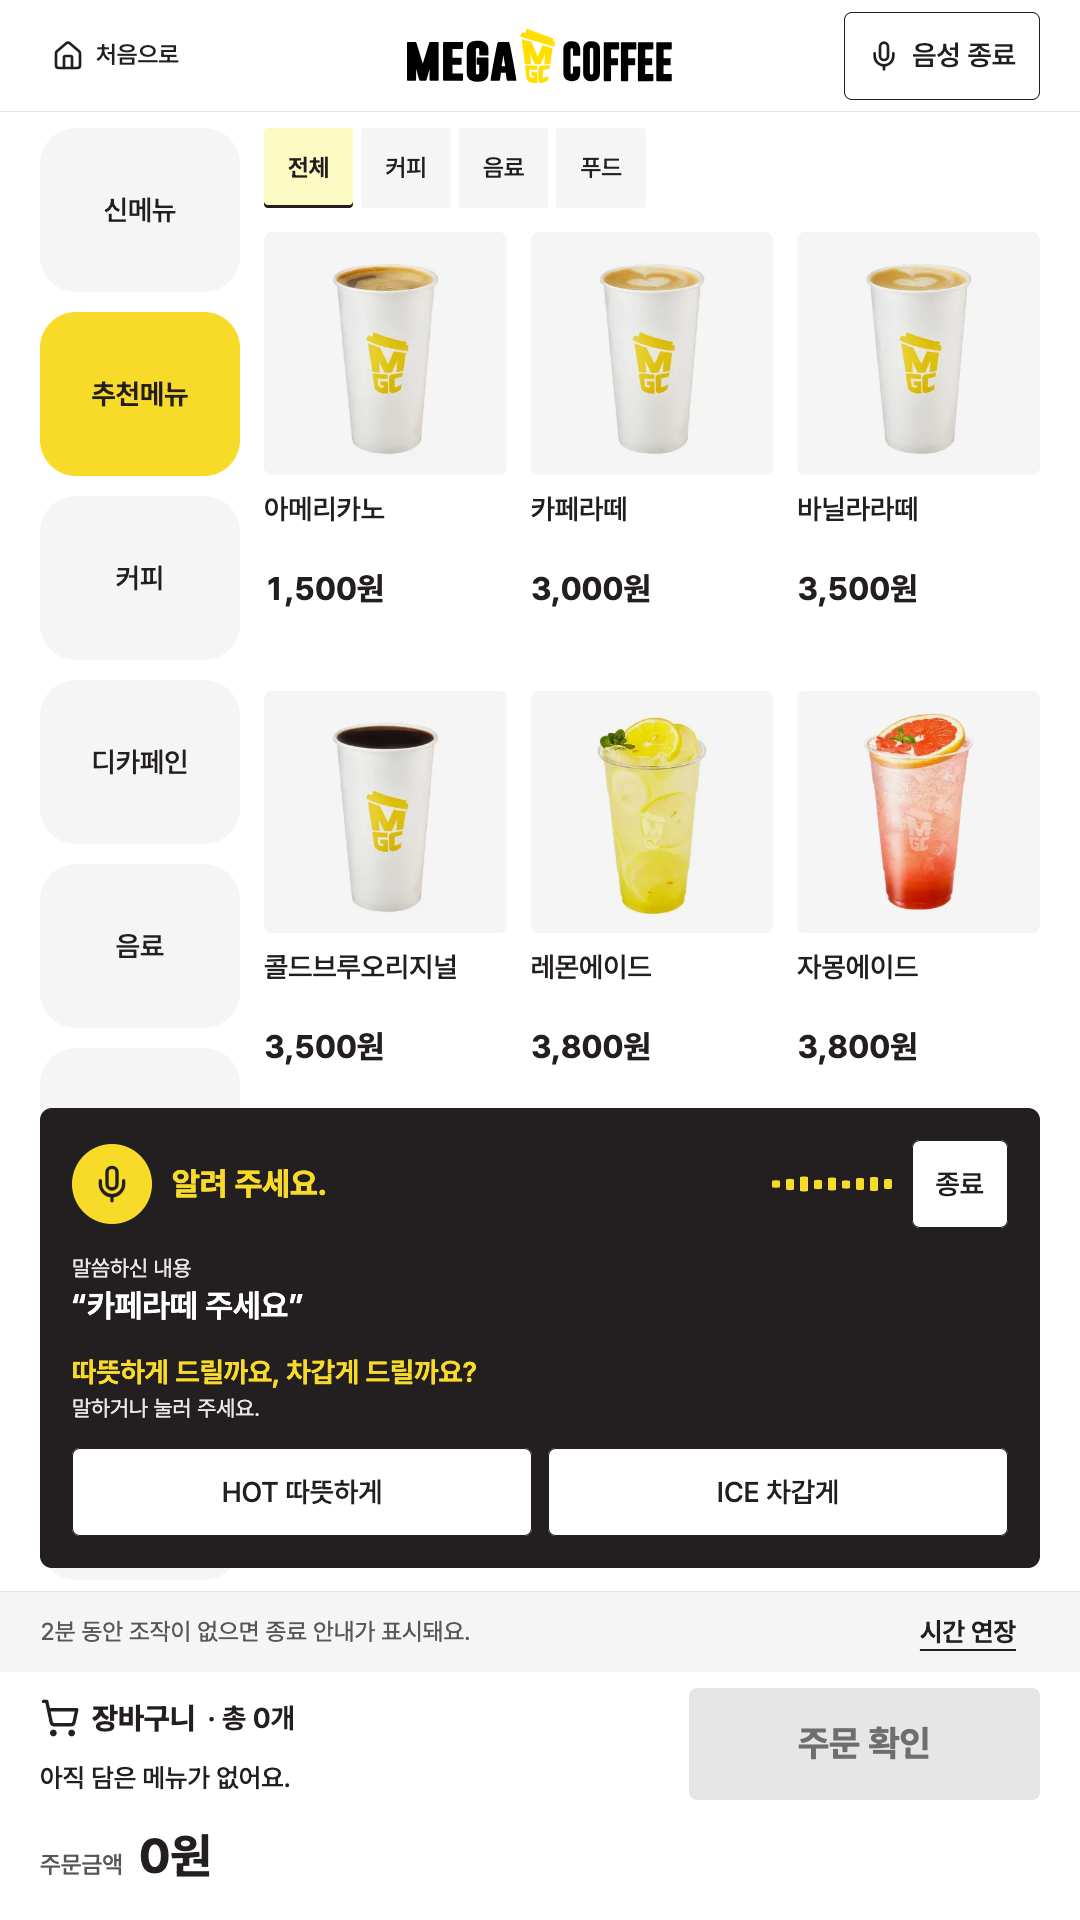 처음으로
MEGA MGC COFFEE
음성 종료
신메뉴
추천메뉴
커피
디카페인
음료
전체
커피
음료
푸드
MGC
MGC
MGC
아메리카노
카페라떼
바닐라라떼
1,500원
3,000원
3,500원
MGC
MGC
MGC
콜드브루오리지널
레몬에이드
자몽에이드
3,500원
3,800원
3,800원
알려 주세요.
종료
말씀하신 내용
“카페라떼 주세요”
따뜻하게 드릴까요, 차갑게 드릴까요?
말하거나 눌러 주세요.
HOT 따뜻하게
ICE 차갑게
2분 동안 조작이 없으면 종료 안내가 표시돼요.
시간 연장
장바구니 · 총 0개
아직 담은 메뉴가 없어요.
주문금액 0원
주문 확인